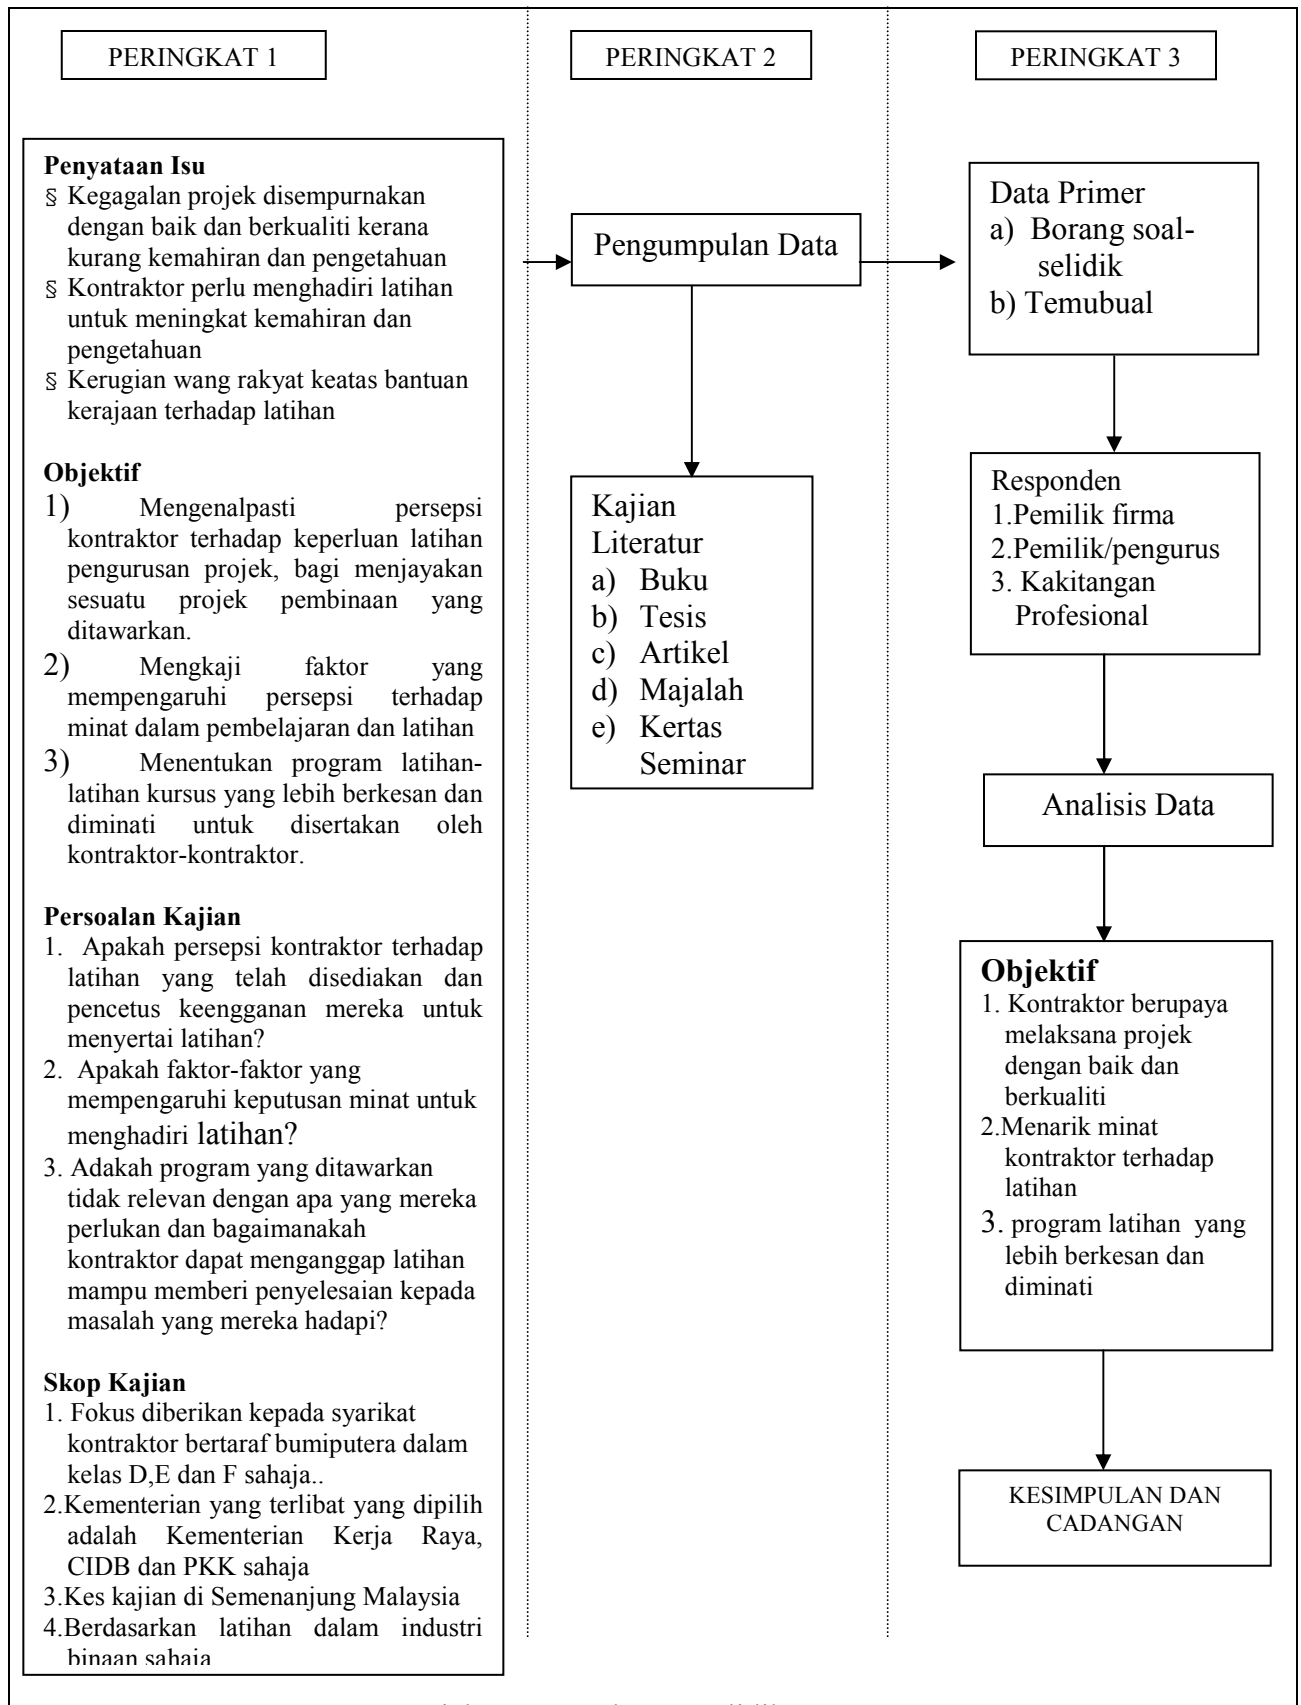 PERINGKAT 1
PERINGKAT 2
PERINGKAT 3
Penyataan Isu
§ Kegagalan projek disempurnakan
dengan baik dan berkualiti kerana
kurang kemahiran dan pengetahuan
§ Kontraktor perlu menghadiri latihan
untuk meningkat kemahiran dan
pengetahuan
§ Kerugian wang rakyat keatas bantuan
kerajaan terhadap latihan
Objektif
1) Mengenalpasti persepsi
kontraktor terhadap keperluan latihan
pengurusan projek, bagi menjayakan
sesuatu projek pembinaan yang
ditawarkan.
2) Mengkaji faktor yang
mempengaruhi persepsi terhadap
minat dalam pembelajaran dan latihan
3) Menentukan program latihan-
latihan kursus yang lebih berkesan dan
diminati untuk disertakan oleh
kontraktor-kontraktor.
Persoalan Kajian
1. Apakah persepsi kontraktor terhadap
latihan yang telah disediakan dan
pencetus keengganan mereka untuk
menyertai latihan?
2. Apakah faktor-faktor yang
mempengaruhi keputusan minat untuk
menghadiri latihan?
3. Adakah program yang ditawarkan
tidak relevan dengan apa yang mereka
perlukan dan bagaimanakah
kontraktor dapat menganggap latihan
mampu memberi penyelesaian kepada
masalah yang mereka hadapi?
Skop Kajian
1. Fokus diberikan kepada syarikat
kontraktor bertaraf bumiputera dalam
kelas D,E dan F sahaja..
2.Kementerian yang terlibat yang dipilih
adalah Kementerian Kerja Raya,
CIDB dan PKK sahaja
3.Kes kajian di Semenanjung Malaysia
4.Berdasarkan latihan dalam industri
binaan sahaja
Pengumpulan Data
Kajian
Literatur
a) Buku
b) Tesis
c) Artikel
d) Majalah
e) Kertas
Seminar
Data Primer
a) Borang soal-
selidik
b) Temubual
Responden
1.Pemilik firma
2.Pemilik/pengurus
3. Kakitangan
Profesional
Analisis Data
Objektif
1. Kontraktor berupaya
melaksana projek
dengan baik dan
berkualiti
2.Menarik minat
kontraktor terhadap
latihan
3. program latihan yang
lebih berkesan dan
diminati
KESIMPULAN DAN
CADANGAN